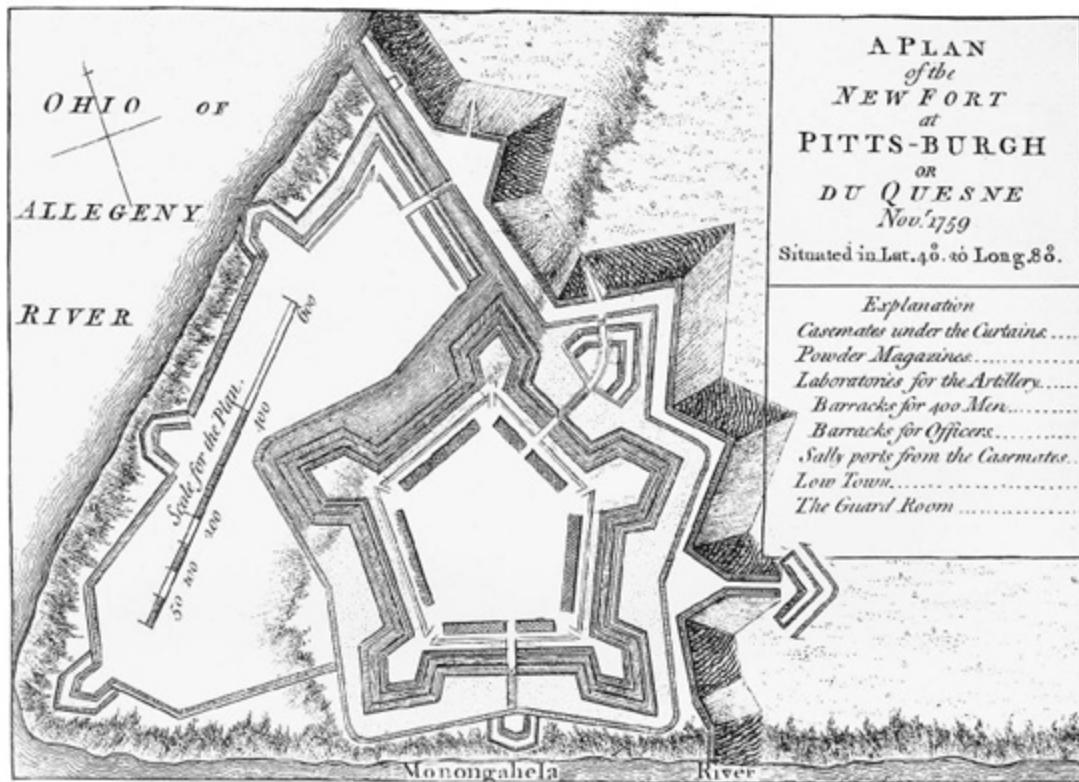 A PLAN
of the
NEW FORT
at
PITTS-BURGH
OR
DU QUESNE
Novr. 1759
Situated in Lat. 40. 40 Long. 80.
Explanation
Casemates under the Curtains.....
Powder Magazines..................
Laboratories for the Artillery.....
Barracks for 400 Men............
Barracks for Officers............
Sally ports from the Casemates..
Low Town.........................
The Guard Room ................
OHIO OF
ALLEGENY
RIVER
Scale for the Plan.
50 100 200 400 600
Monongahela River